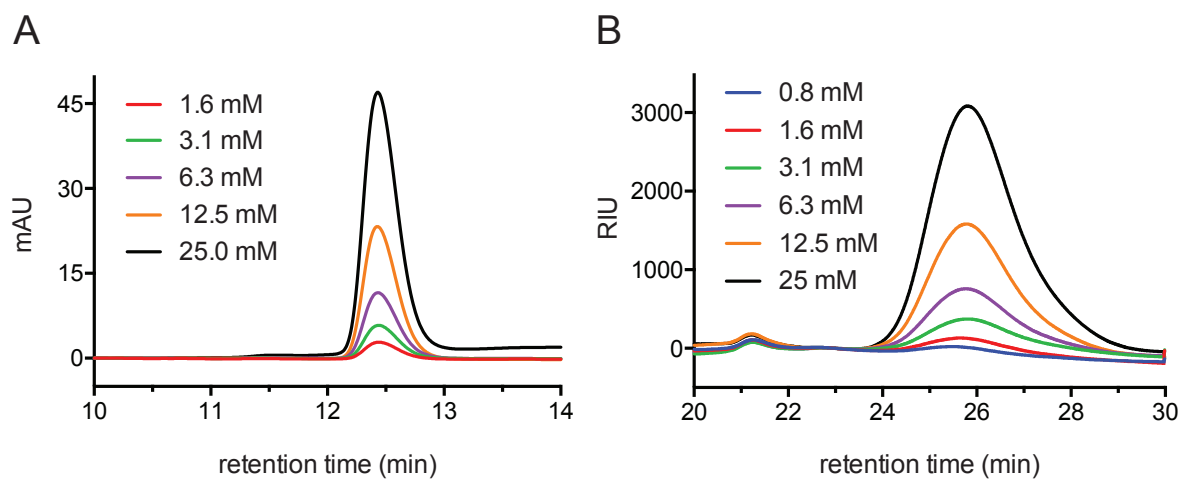 A
mAU
45
30
15
0
1.6 mM
3.1 mM
6.3 mM
12.5 mM
25.0 mM
10 11 12 13 14
retention time (min)
B
RIU
3000
2000
1000
0
0.8 mM
1.6 mM
3.1 mM
6.3 mM
12.5 mM
25 mM
20 22 24 26 28 30
retention time (min)